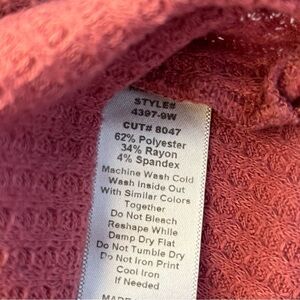 STYLE#
4397-9W
CUT# 8047
62% Polyester
34% Rayon
4% Spandex
Machine Wash Cold
Wash Inside Out
With Similar Colors
Together
Do Not Bleach
Reshape While
Damp Dry Flat
Do Not Tumble Dry
Do Not Iron Print
Cool Iron
If Needed